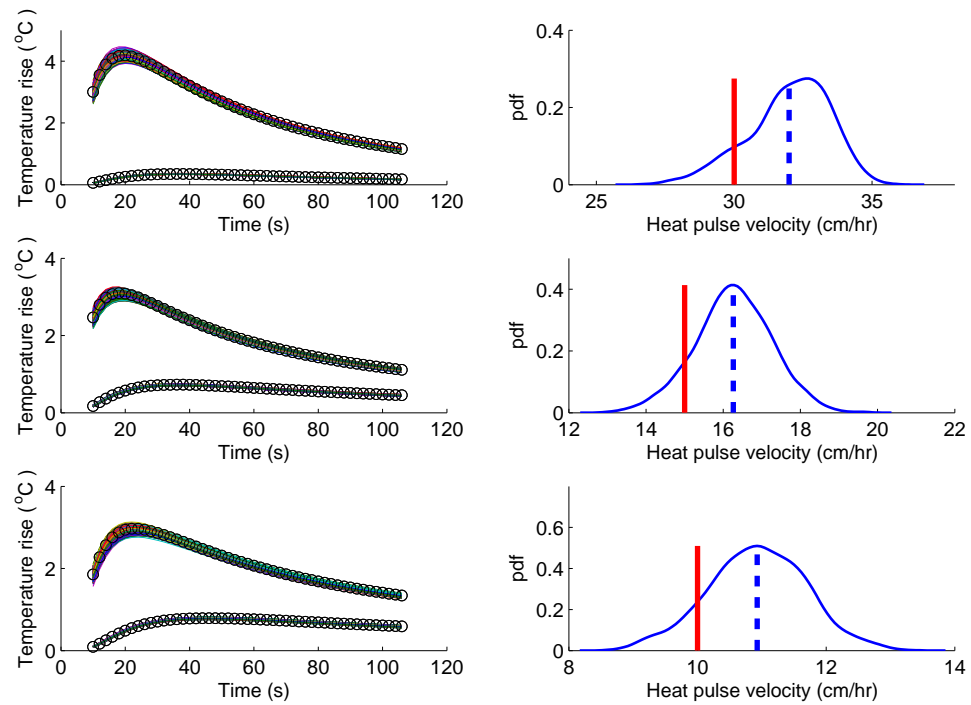 Temperature rise (°C )
4
2
0
0 20 40 60 80 100 120
Time (s)
pdf
0.4
0.2
0
25 30 35
Heat pulse velocity (cm/hr)
Temperature rise (°C )
4
2
0
0 20 40 60 80 100 120
Time (s)
pdf
0.4
0.2
0
12 14 16 18 20 22
Heat pulse velocity (cm/hr)
Temperature rise (°C )
4
2
0
0 20 40 60 80 100 120
Time (s)
pdf
0.6
0.4
0.2
0
8 10 12 14
Heat pulse velocity (cm/hr)